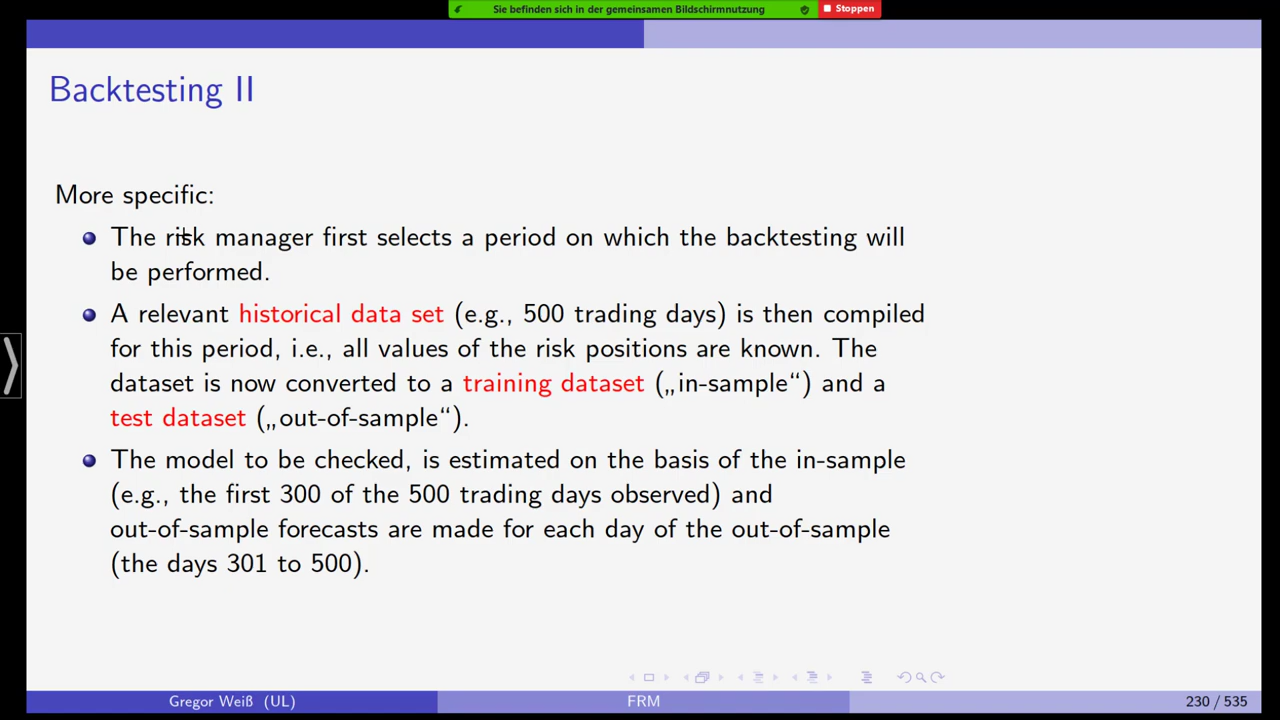 Sie befinden sich in der gemeinsamen Bildschirmnutzung
Stoppen
Backtesting II
More specific:
The risk manager first selects a period on which the backtesting will
be performed.
A relevant historical data set (e.g., 500 trading days) is then compiled
for this period, i.e., all values of the risk positions are known. The
dataset is now converted to a training dataset („in-sample“) and a
test dataset („out-of-sample“).
The model to be checked, is estimated on the basis of the in-sample
(e.g., the first 300 of the 500 trading days observed) and
out-of-sample forecasts are made for each day of the out-of-sample
(the days 301 to 500).
Gregor Weiß (UL)
FRM
230 / 535